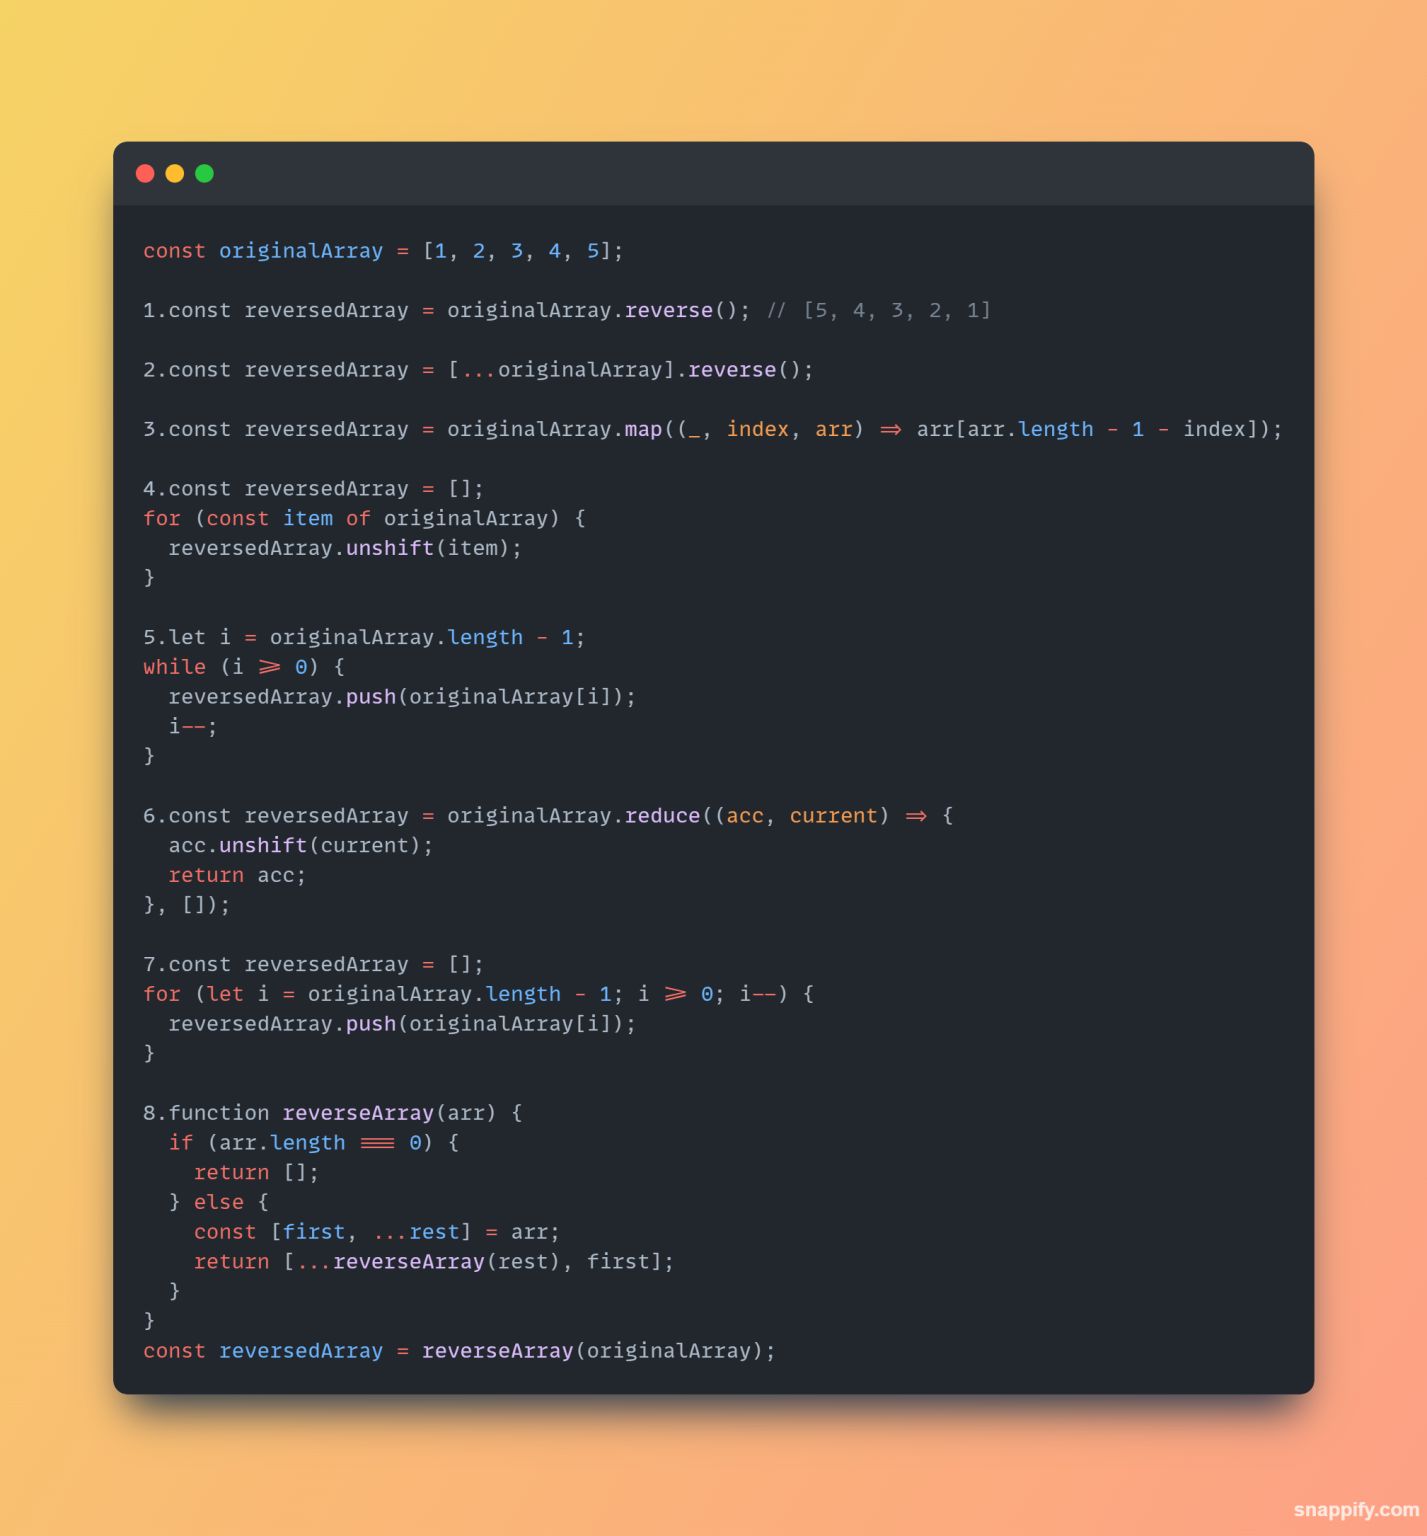 const originalArray = [1, 2, 3, 4, 5];
1.const reversedArray = originalArray.reverse(); // [5, 4, 3, 2, 1]
2.const reversedArray = [...originalArray].reverse();
3.const reversedArray = originalArray.map((_, index, arr) => arr[arr.length - 1 - index]);
4.const reversedArray = [];
for (const item of originalArray) {
  reversedArray.unshift(item);
}
5.let i = originalArray.length - 1;
while (i >= 0) {
  reversedArray.push(originalArray[i]);
  i--;
}
6.const reversedArray = originalArray.reduce((acc, current) => {
  acc.unshift(current);
  return acc;
}, []);
7.const reversedArray = [];
for (let i = originalArray.length - 1; i >= 0; i--) {
  reversedArray.push(originalArray[i]);
}
8.function reverseArray(arr) {
  if (arr.length === 0) {
    return [];
  } else {
    const [first, ...rest] = arr;
    return [...reverseArray(rest), first];
  }
}
const reversedArray = reverseArray(originalArray);
snappify.com